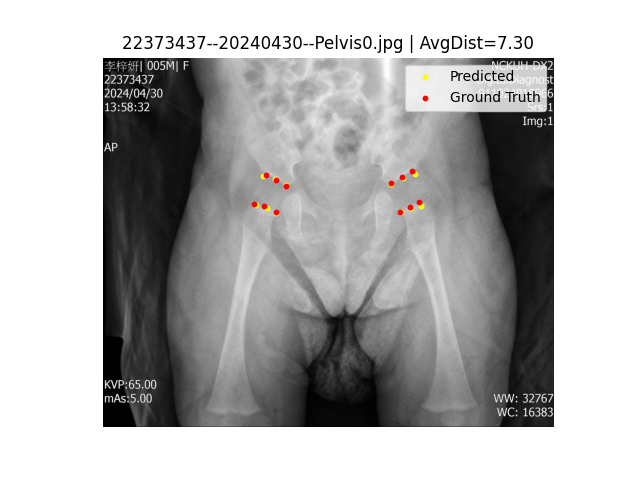 22373437--20240430--Pelvis0.jpg | AvgDist=7.30
李梓妍| 005M| F
22373437
2024/04/30
13:58:32
AP
NCKUH-DX2
Predicted
Ground Truth
Srs:1
Img:1
KVP:65.00
mAs:5.00
WW: 32767
WC: 16383